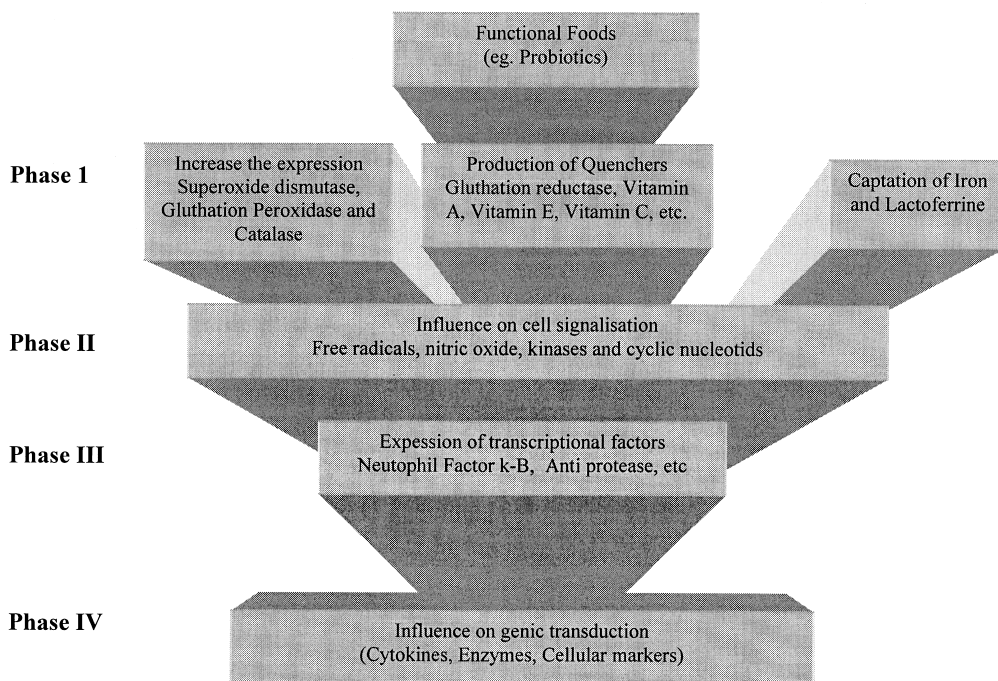 Functional Foods
(eg. Probiotics)
Phase 1
Increase the expression
Superoxide dismutase,
Gluthation Peroxidase and
Catalase
Production of Quenchers
Gluthation reductase, Vitamin
A, Vitamin E, Vitamin C, etc.
Captation of Iron
and Lactoferrine
Phase II
Influence on cell signalisation
Free radicals, nitric oxide, kinases and cyclic nucleotids
Phase III
Expession of transcriptional factors
Neutophil Factor k-B, Anti protease, etc
Phase IV
Influence on genic transduction
(Cytokines, Enzymes, Cellular markers)